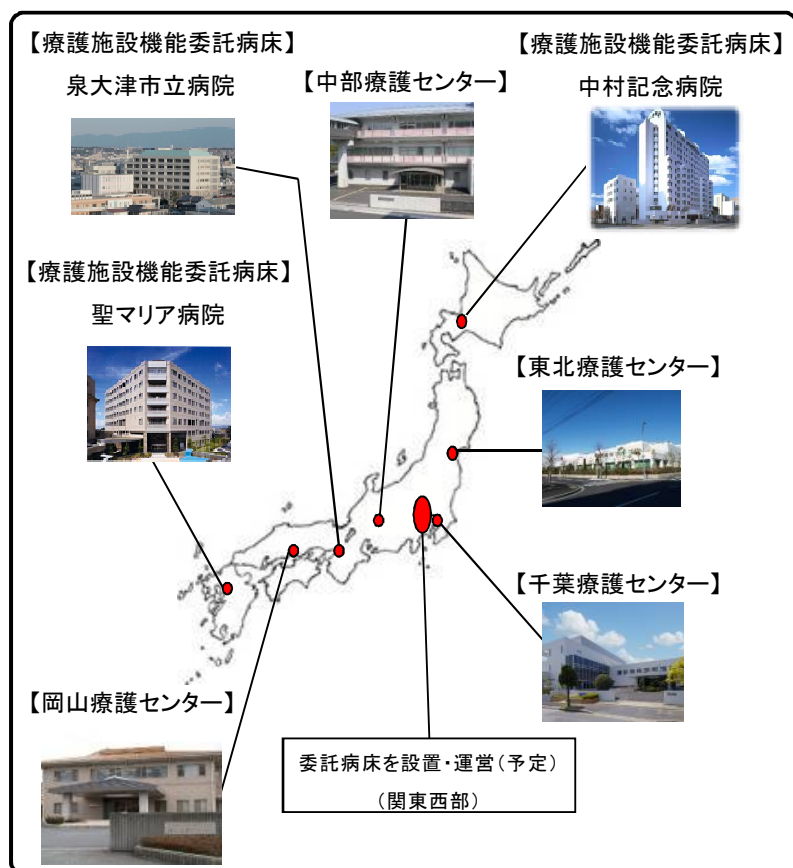 【療護施設機能委託病床】
泉大津市立病院
【中部療護センター】
【療護施設機能委託病床】
中村記念病院
【療護施設機能委託病床】
聖マリア病院
【東北療護センター】
【千葉療護センター】
【岡山療護センター】
委託病床を設置・運営(予定)
(関東西部)